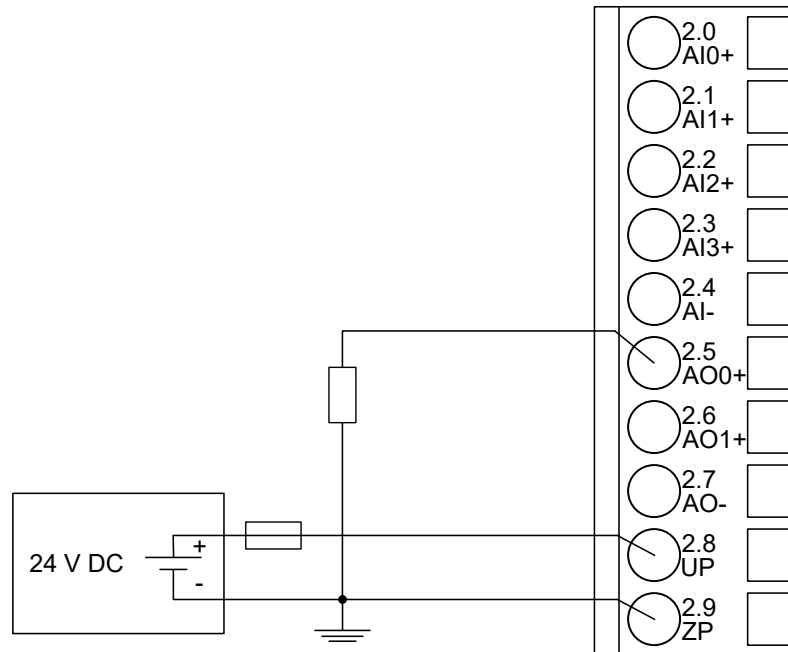 2.0
AI0+
2.1
AI1+
2.2
AI2+
2.3
AI3+
2.4
AI-
2.5
AO0+
2.6
AO1+
2.7
AO-
24 V DC
+
-
2.8
UP
2.9
ZP